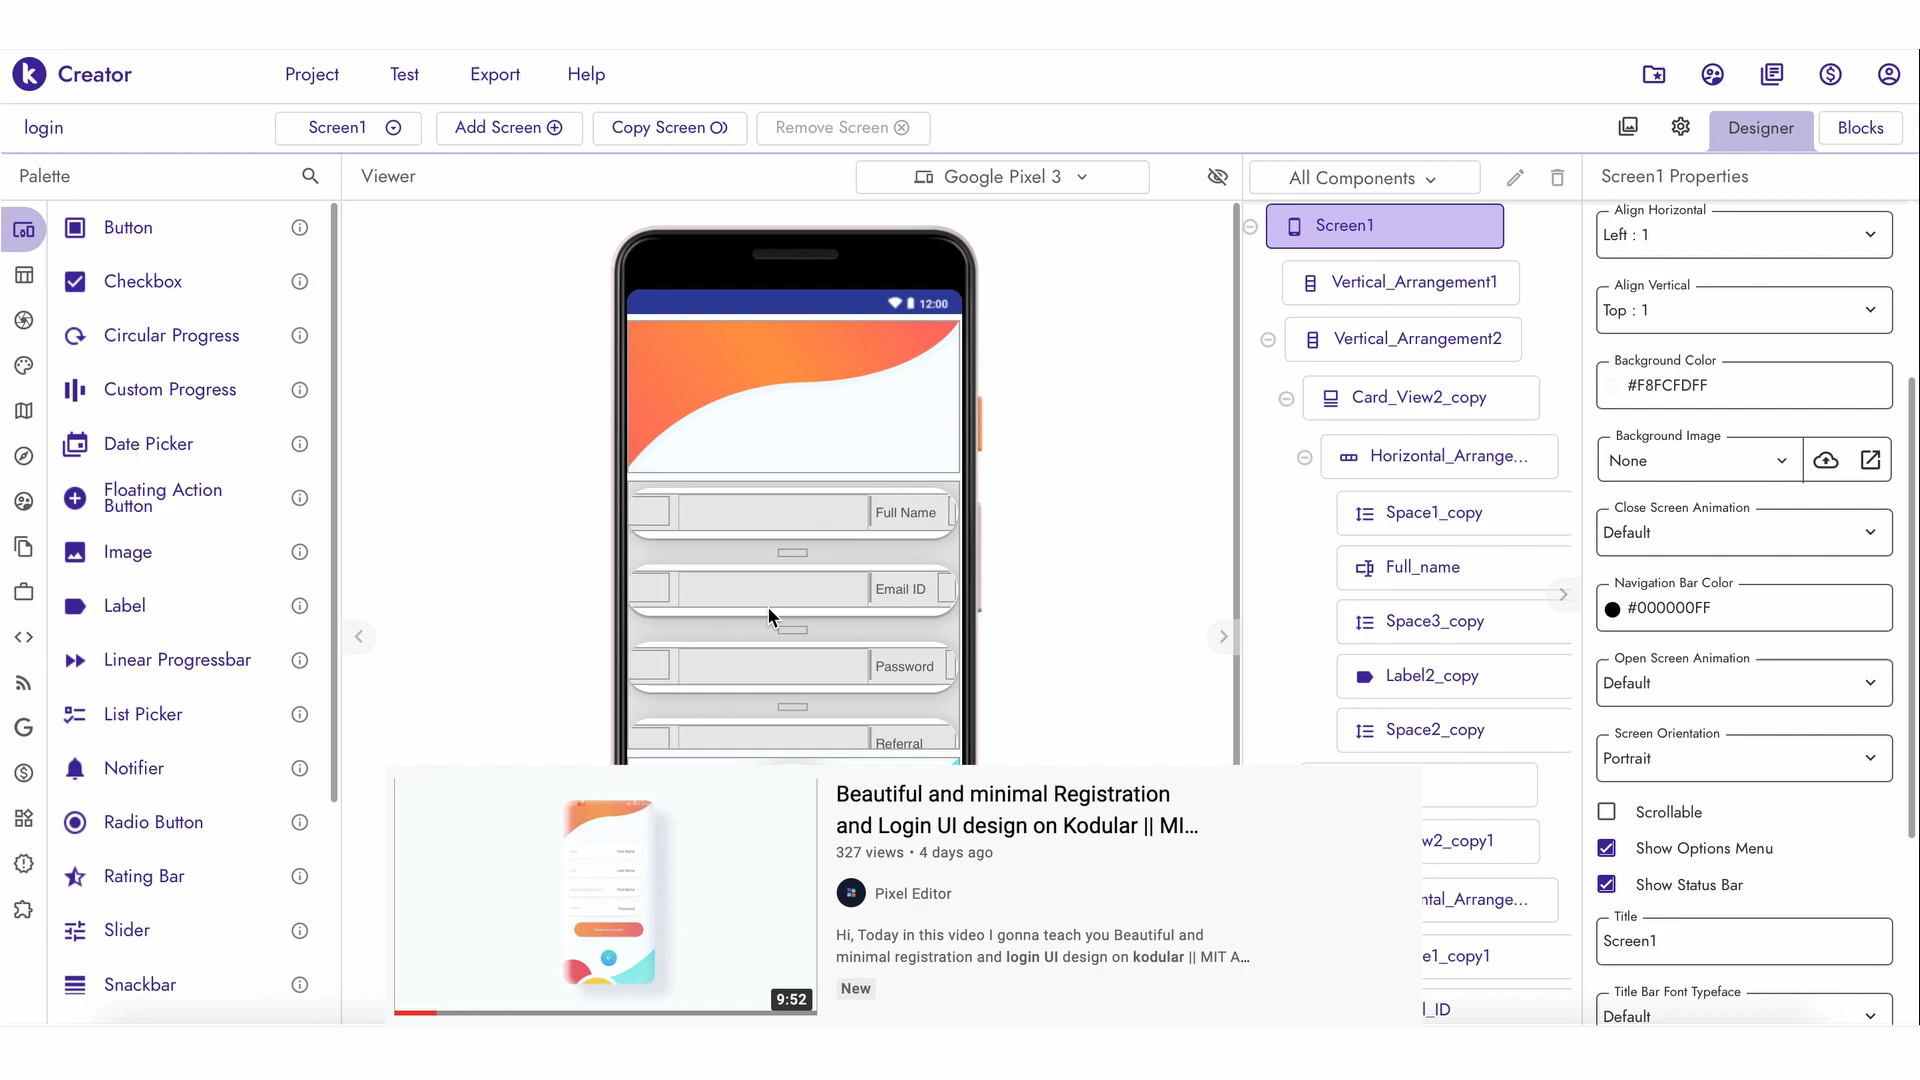 Creator
Project
Test
Export
Help
login
Screen1
Add Screen
Copy Screen
Remove Screen
Designer
Blocks
Palette
Viewer
Google Pixel 3
All Components
Screen1 Properties
Button
Checkbox
Circular Progress
Custom Progress
Date Picker
Floating Action
Button
Image
Label
Linear Progressbar
List Picker
Notifier
Radio Button
Rating Bar
Slider
Snackbar
12:00
Full Name
Email ID
Password
Referral
Screen1
Vertical_Arrangement1
Vertical_Arrangement2
Card_View2_copy
Horizontal_Arrange...
Space1_copy
Full_name
Space3_copy
Label2_copy
Space2_copy
w2_copy1
ntal_Arrange...
e1_copy1
l_ID
Align Horizontal
Left : 1
Align Vertical
Top : 1
Background Color
#F8FCFDFF
Background Image
None
Close Screen Animation
Default
Navigation Bar Color
#000000FF
Open Screen Animation
Default
Screen Orientation
Portrait
Scrollable
Show Options Menu
Show Status Bar
Title
Screen1
Title Bar Font Typeface
Default
Beautiful and minimal Registration
and Login UI design on Kodular || MI...
327 views • 4 days ago
Pixel Editor
Hi, Today in this video I gonna teach you Beautiful and
minimal registration and login UI design on kodular || MIT A...
New
9:52